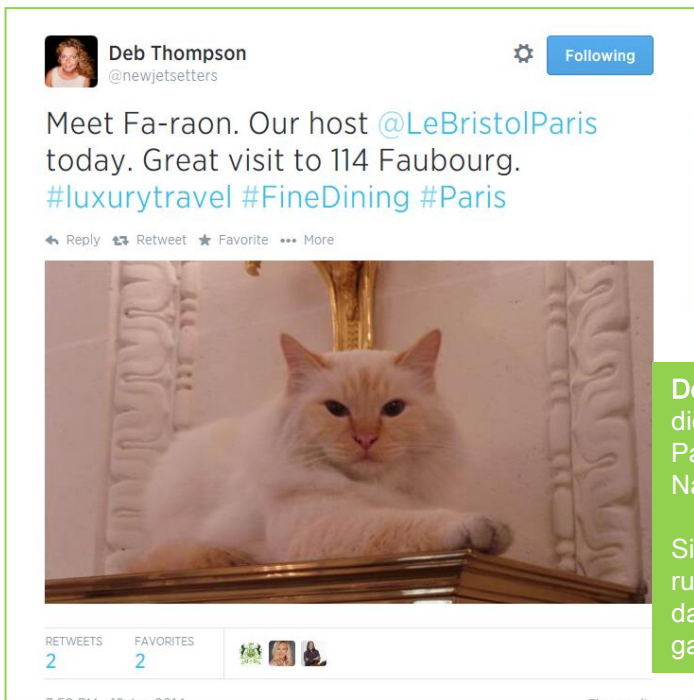 Deb Thompson
@newjetsetters
Following
Meet Fa-raon. Our host @LeBristolParis
today. Great visit to 114 Faubourg.
#luxurytravel #FineDining #Paris
Reply Retweet Favorite More
RETWEETS FAVORITES
2 2